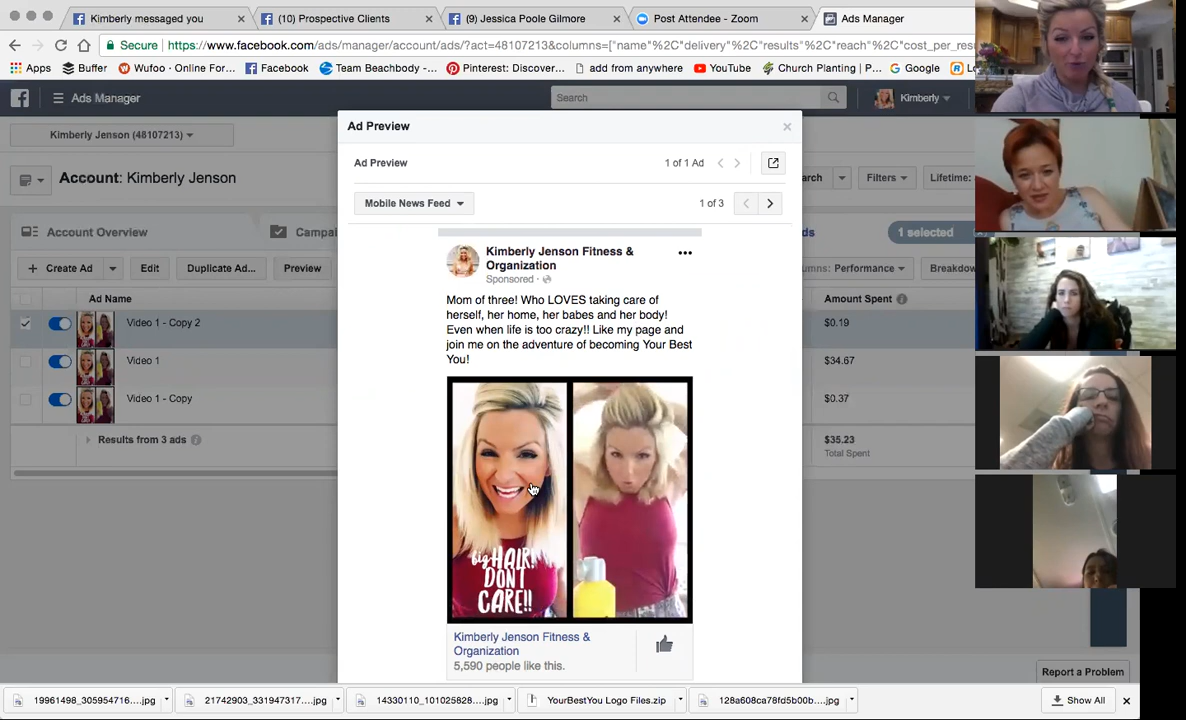 Kimberly messaged you
(10) Prospective Clients
(9) Jessica Poole Gilmore
Post Attendee - Zoom
Ads Manager
Secure https://www.facebook.com/ads/manager/account/ads/?act=48107213&columns=["name"%2C"delivery"%2C"results"%2C"reach"%2C"cost_per_resu
Apps Buffer Wufoo - Online For... Facebook Team Beachbody -... Pinterest: Discover... add from anywhere YouTube Church Planting | P... Google
Ads Manager
Search
Kimberly
Kimberly Jenson (48107213)
Account: Kimberly Jenson
Filters
Lifetime:
Account Overview
1 selected
Create Ad
Edit
Duplicate Ad...
Preview
Columns: Performance
Ad Name
Amount Spent
Video 1 - Copy 2
$0.19
Video 1
$34.67
Video 1 - Copy
$0.37
Results from 3 ads
$35.23
Total Spent
Ad Preview
Ad Preview
1 of 1 Ad
Mobile News Feed
1 of 3
Kimberly Jenson Fitness &
Organization
Sponsored ·
Mom of three! Who LOVES taking care of
herself, her home, her babes and her body!
Even when life is too crazy!! Like my page and
join me on the adventure of becoming Your Best
You!
big HAIR!
DON'T
CARE!!
Kimberly Jenson Fitness &
Organization
5,590 people like this.
Report a Problem
19961498_305954716....jpg
21742903_331947317....jpg
14330110_101025828....jpg
YourBestYou Logo Files.zip
128a608ca78fd5b00b....jpg
Show All